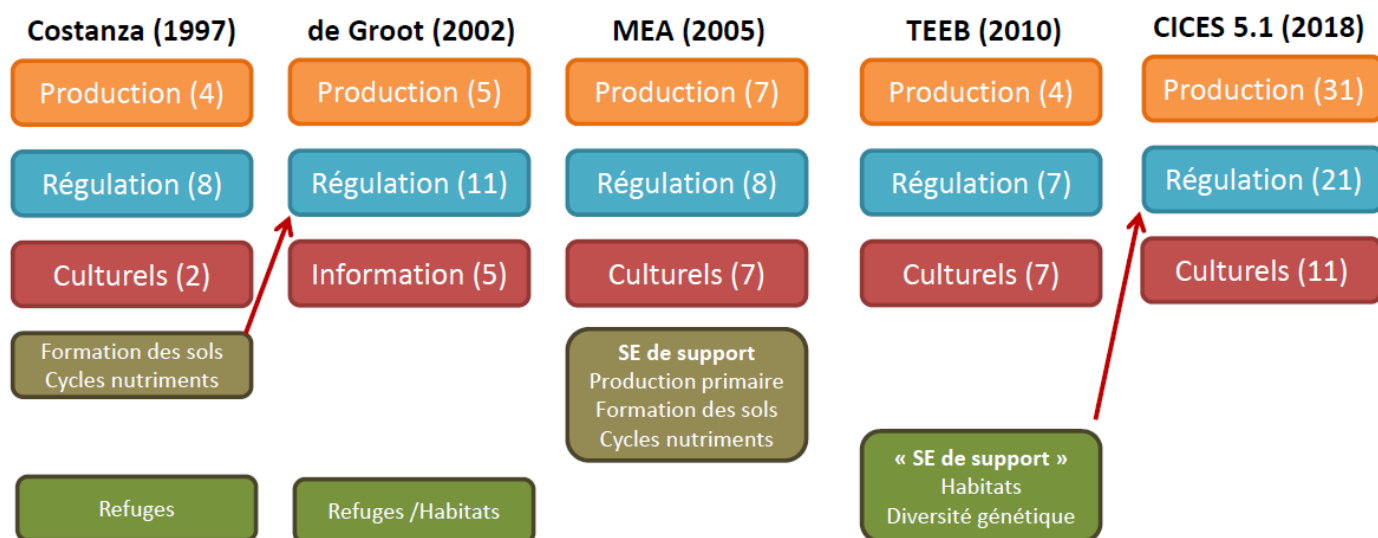 Costanza (1997)
de Groot (2002)
MEA (2005)
TEEB (2010)
CICES 5.1 (2018)
Production (4)
Production (5)
Production (7)
Production (4)
Production (31)
Régulation (8)
Régulation (11)
Régulation (8)
Régulation (7)
Régulation (21)
Culturels (2)
Information (5)
Culturels (7)
Culturels (7)
Culturels (11)
Formation des sols
Cycles nutriments
SE de support
Production primaire
Formation des sols
Cycles nutriments
« SE de support »
Habitats
Diversité génétique
Refuges
Refuges /Habitats